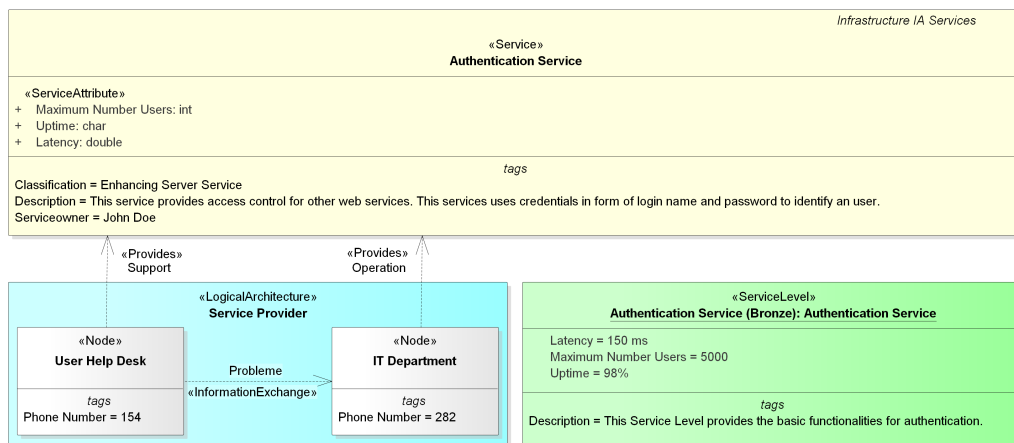 Infrastructure IA Services
«Service»
Authentication Service
«ServiceAttribute»
+ Maximum Number Users: int
+ Uptime: char
+ Latency: double
tags
Classification = Enhancing Server Service
Description = This service provides access control for other web services. This services uses credentials in form of login name and password to identify an user.
Serviceowner = John Doe
«Provides»
Support
«Provides»
Operation
«LogicalArchitecture»
Service Provider
«Node»
User Help Desk
tags
Phone Number = 154
Probleme
«InformationExchange»
«Node»
IT Department
tags
Phone Number = 282
«ServiceLevel»
Authentication Service (Bronze): Authentication Service
Latency = 150 ms
Maximum Number Users = 5000
Uptime = 98%
tags
Description = This Service Level provides the basic functionalities for authentication.